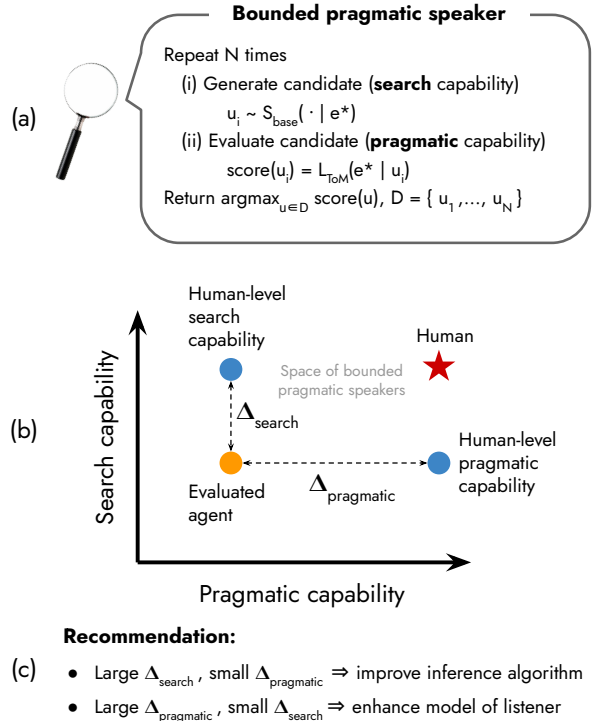 Bounded pragmatic speaker
(a)
Repeat N times
(i) Generate candidate (search capability)
u_i ~ S_base( · | e*)
(ii) Evaluate candidate (pragmatic capability)
score(u_i) = L_ToM(e* | u_i)
Return argmax_{u∈D} score(u), D = { u_1 ,..., u_N }
(b)
Search capability
Human-level
search
capability
Human
Space of bounded
pragmatic speakers
Δ_search
Evaluated
agent
Δ_pragmatic
Human-level
pragmatic
capability
Pragmatic capability
(c)
Recommendation:
● Large Δ_search , small Δ_pragmatic ⇒ improve inference algorithm
● Large Δ_pragmatic, small Δ_search ⇒ enhance model of listener